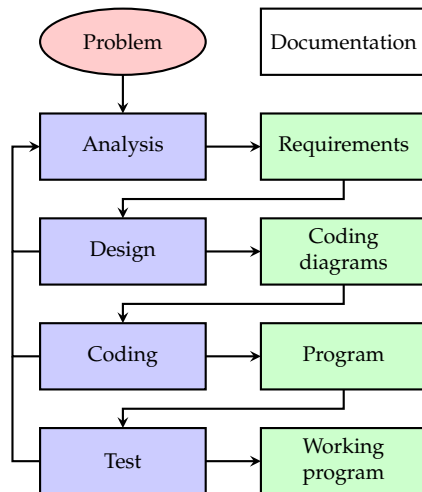 Problem
Documentation
Analysis
Requirements
Design
Coding
diagrams
Coding
Program
Test
Working
program